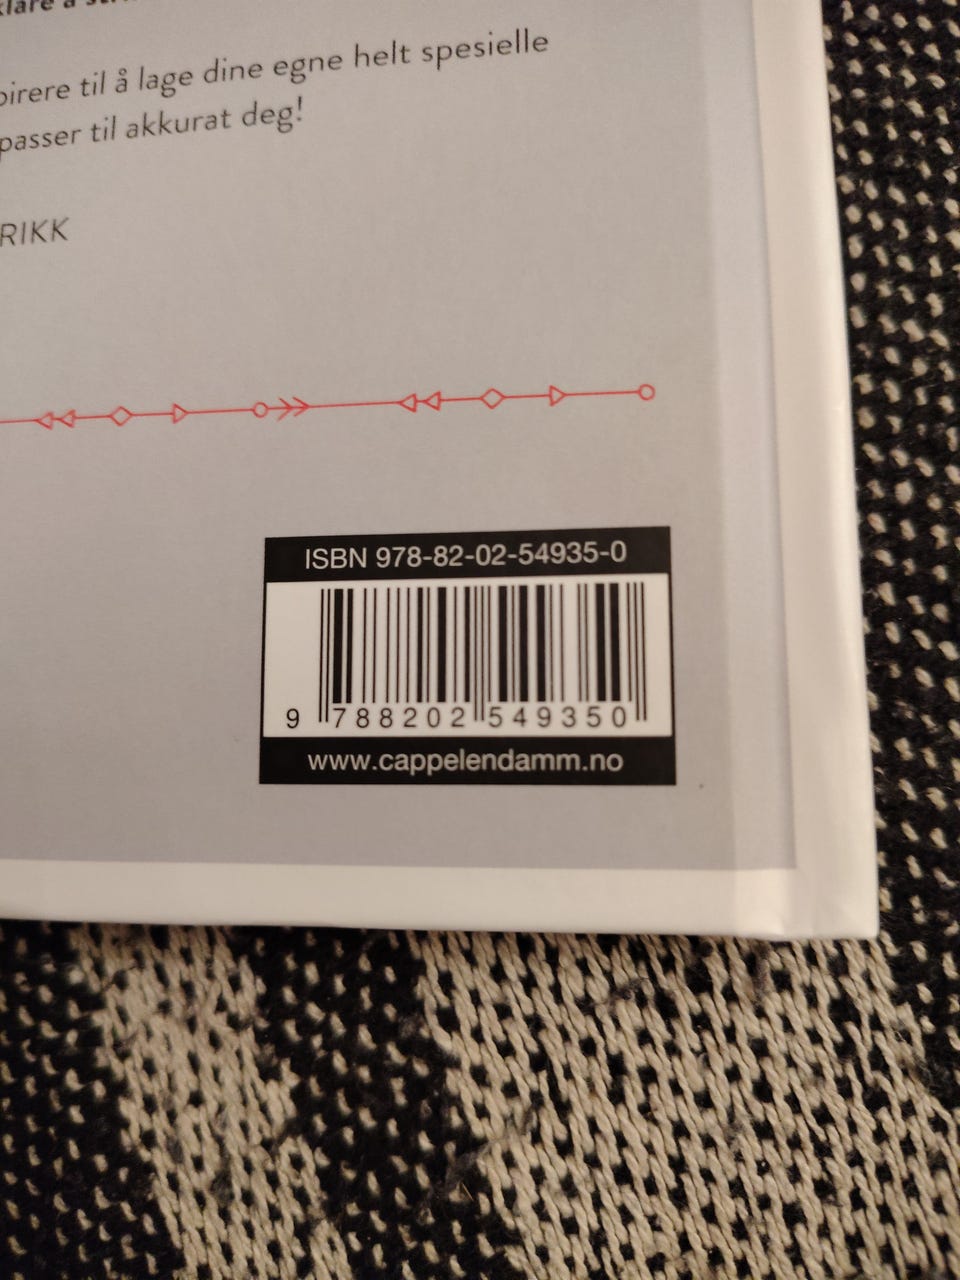 å
pirere til å lage dine egne helt spesielle
passer til akkurat deg!
RIKK
ISBN 978-82-02-54935-0
9 788202 549350
www.cappelendamm.no